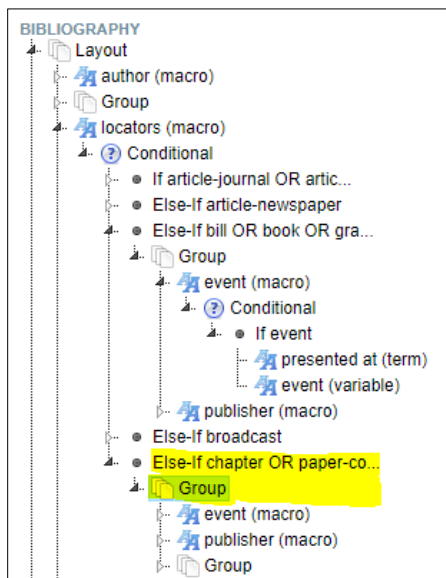 BIBLIOGRAPHY
Layout
author (macro)
Group
locators (macro)
Conditional
If article-journal OR artic...
Else-If article-newspaper
Else-If bill OR book OR gra...
Group
event (macro)
Conditional
If event
presented at (term)
event (variable)
publisher (macro)
Else-If broadcast
Else-If chapter OR paper-co...
Group
event (macro)
publisher (macro)
Group